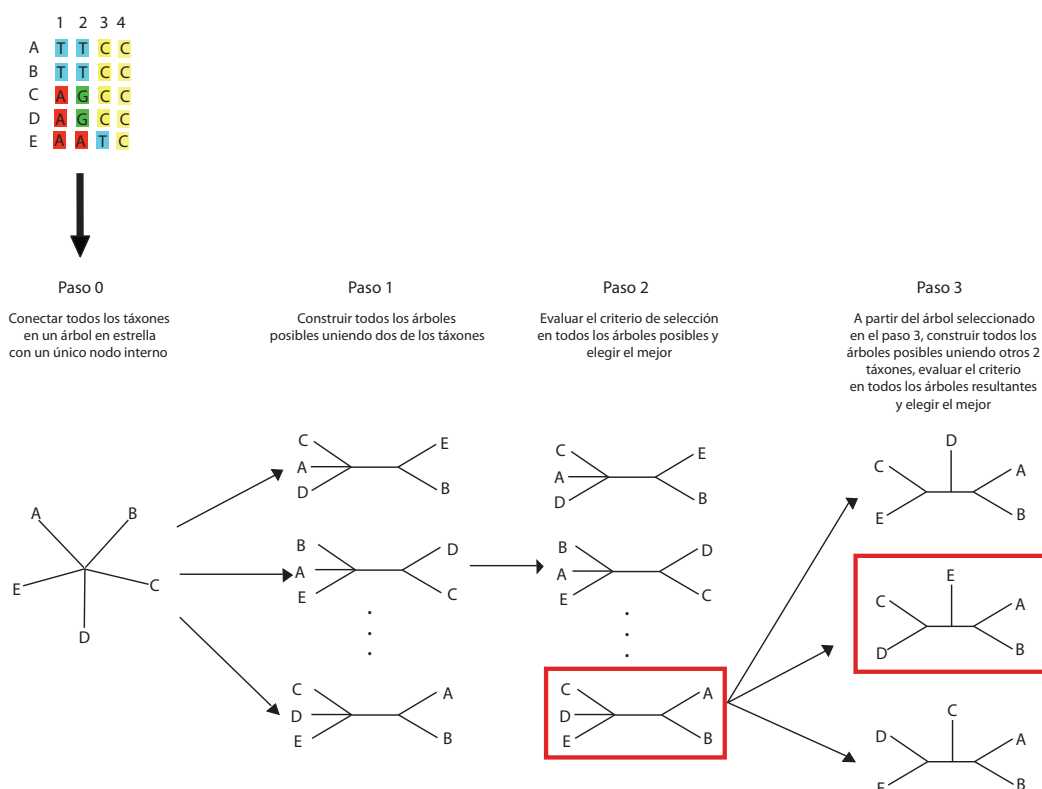 1 2 3 4
A T T C C
B T T C C
C A G C C
D A G C C
E A A T C
Paso 0
Conectar todos los táxones
en un árbol en estrella
con un único nodo interno
Paso 1
Construir todos los árboles
posibles uniendo dos de los táxones
Paso 2
Evaluar el criterio de selección
en todos los árboles posibles y
elegir el mejor
Paso 3
A partir del árbol seleccionado
en el paso 3, construir todos los
árboles posibles uniendo otros 2
táxones, evaluar el criterio
en todos los árboles resultantes
y elegir el mejor
A B
E C
D
C E
A
D B
B D
A
E C
C A
D
E B
C E
A
D B
B D
A
E C
C A
D
E B
D
C A
E B
E
C A
D B
C
D A
E B